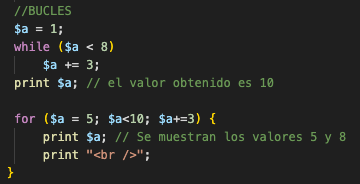 //BUCLES
$a = 1;
while ($a < 8)
$a += 3;
print $a; // el valor obtenido es 10
for ($a = 5; $a<10; $a+=3) {
print $a; // Se muestran los valores 5 y 8
print "<br />";
}